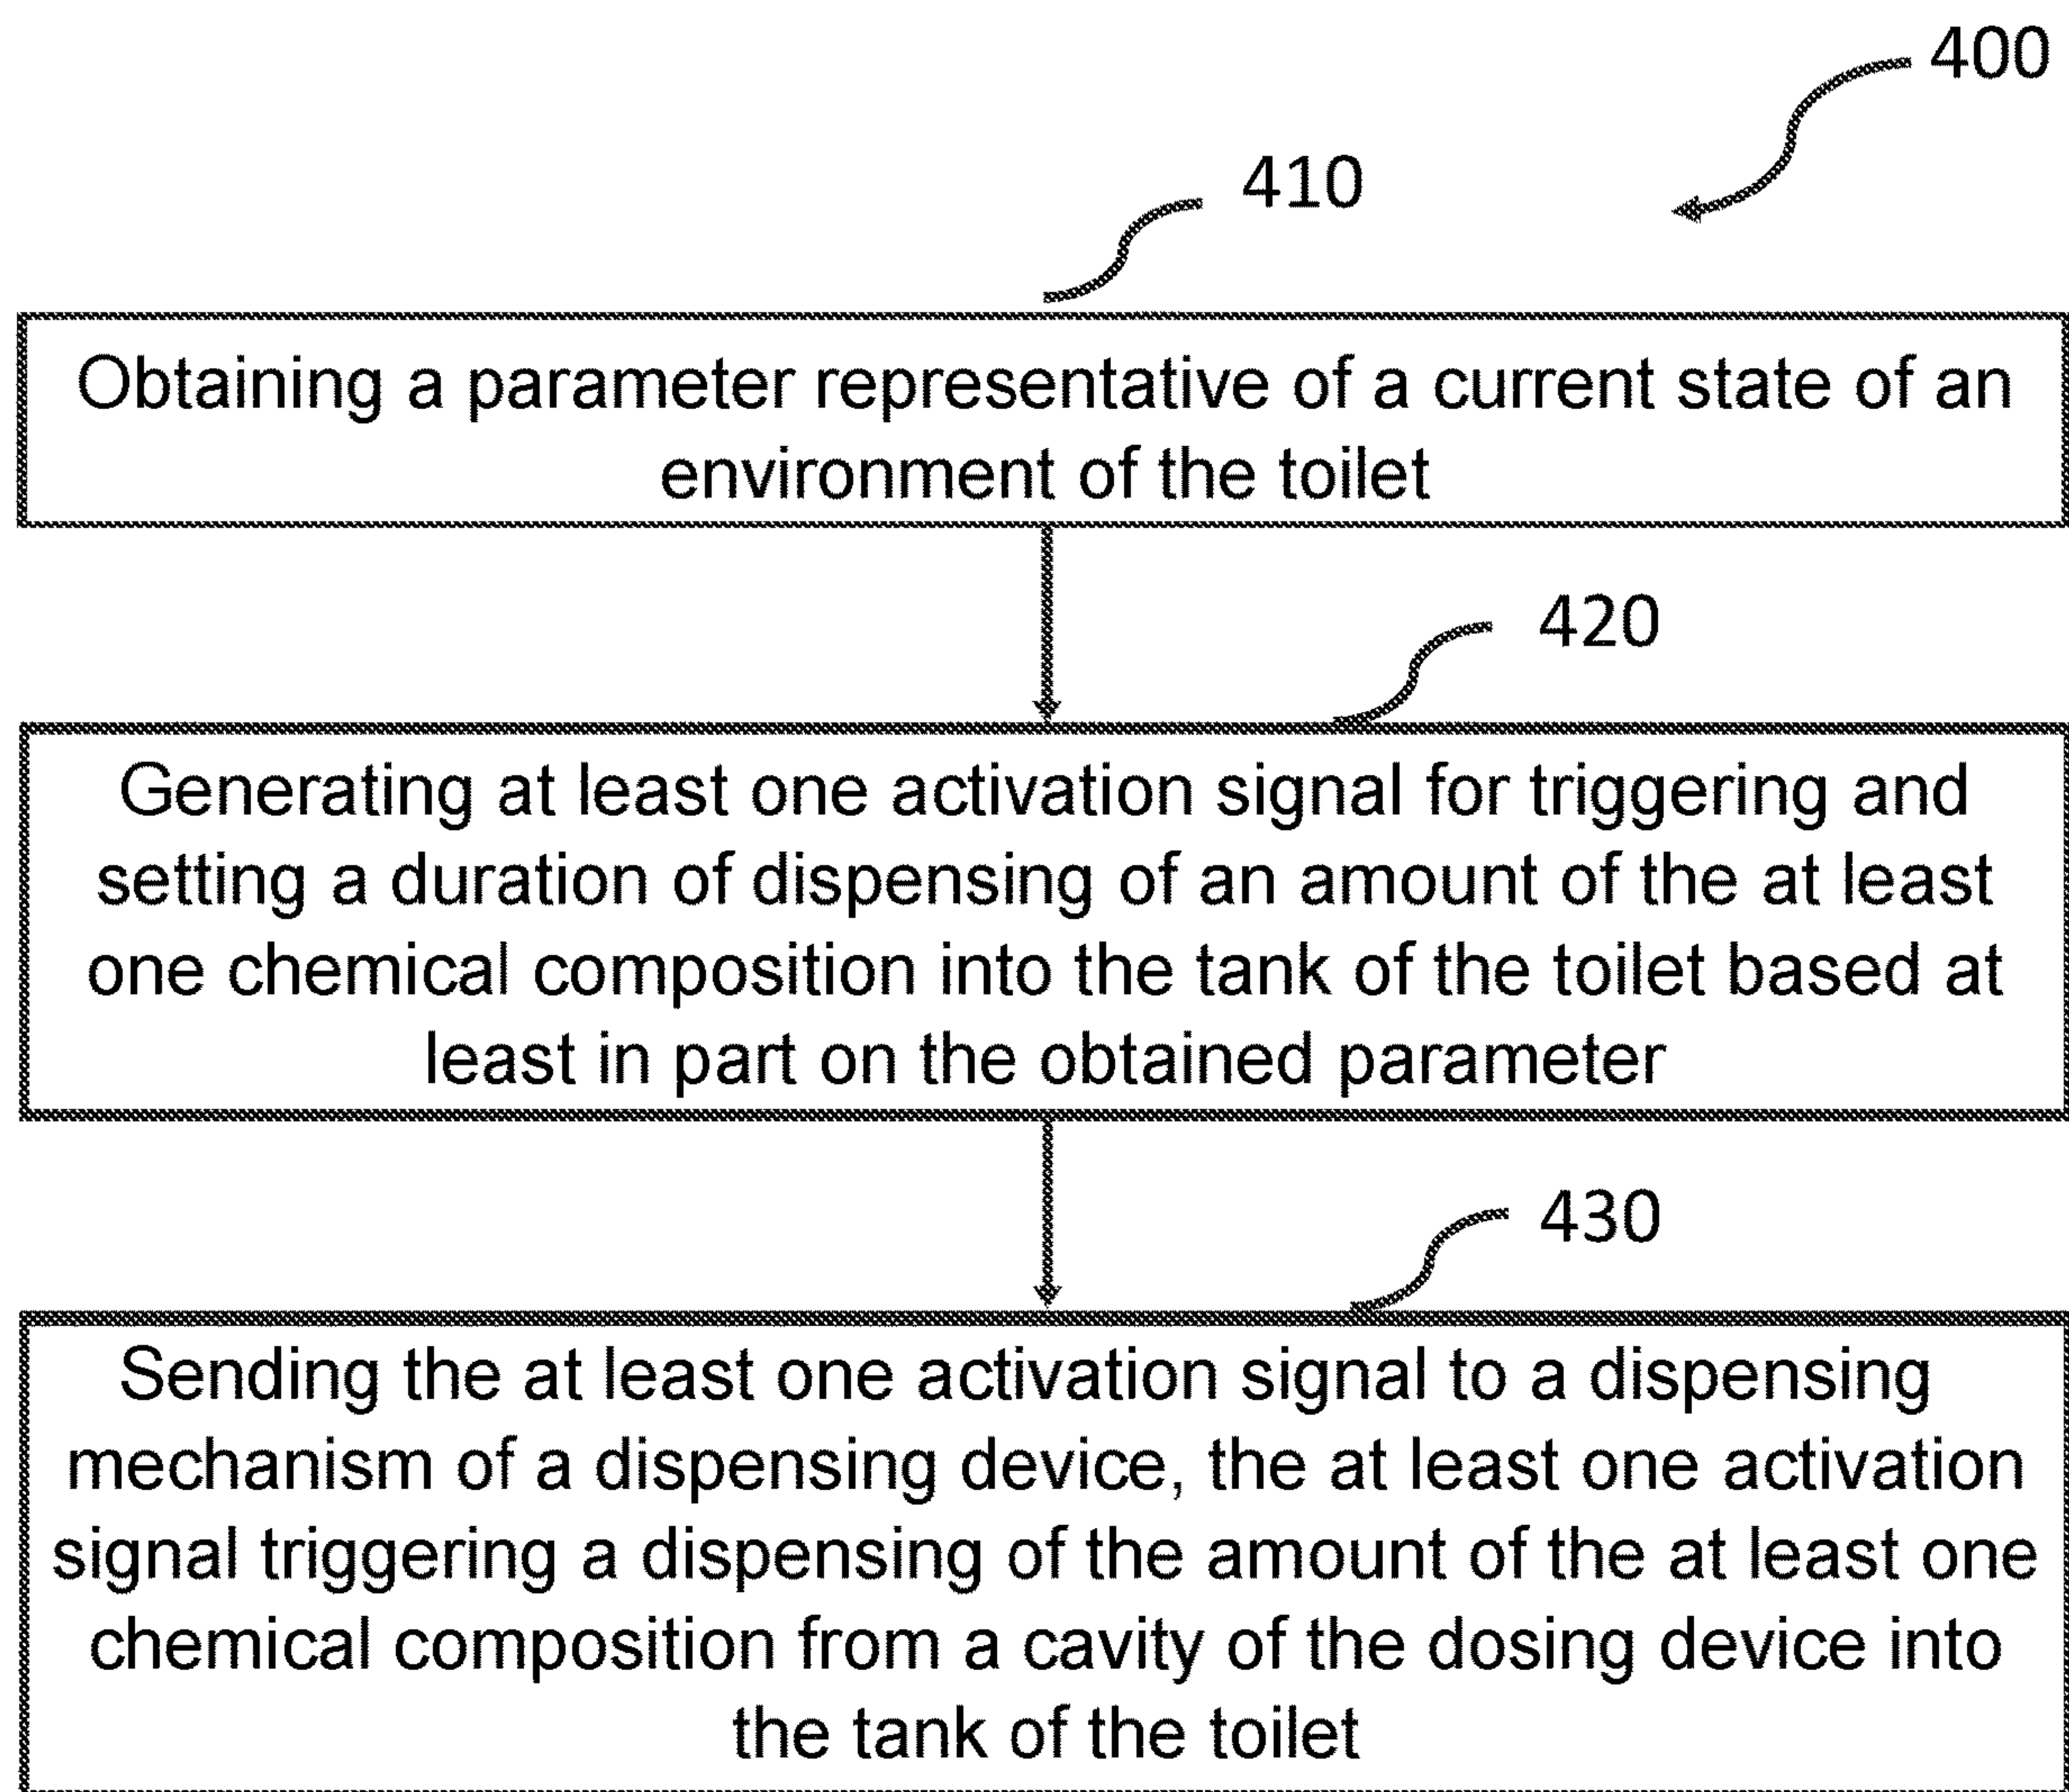 400
410
Obtaining a parameter representative of a current state of an
environment of the toilet
420
Generating at least one activation signal for triggering and
setting a duration of dispensing of an amount of the at least
one chemical composition into the tank of the toilet based at
least in part on the obtained parameter
430
Sending the at least one activation signal to a dispensing
mechanism of a dispensing device, the at least one activation
signal triggering a dispensing of the amount of the at least one
chemical composition from a cavity of the dosing device into
the tank of the toilet